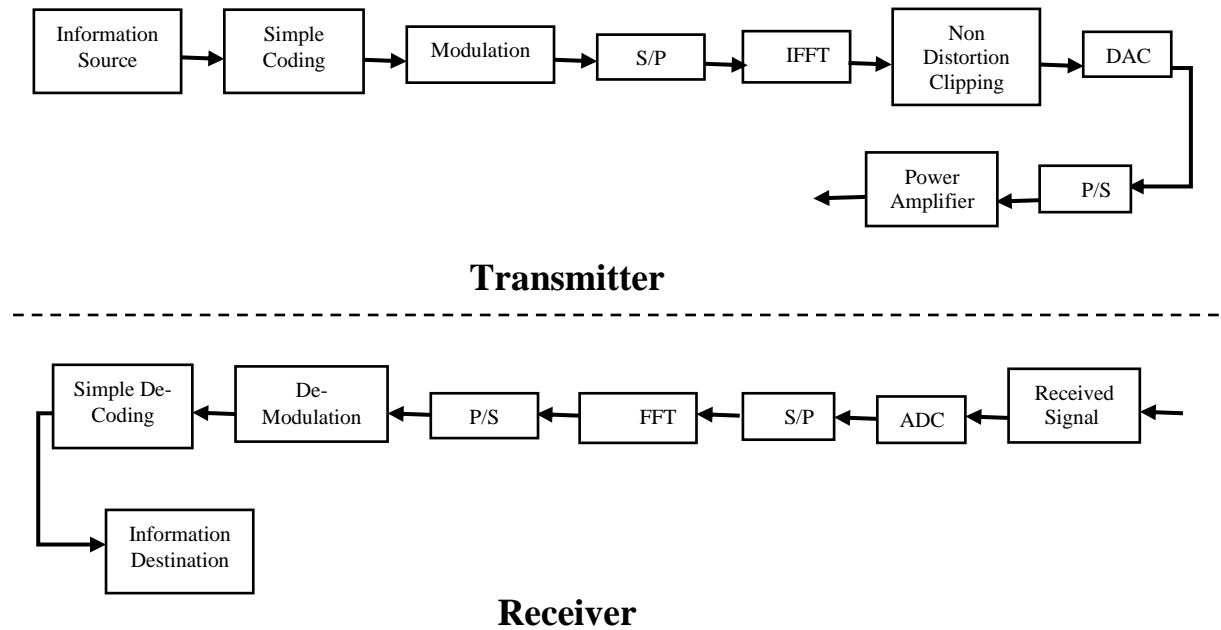 Information
Source
Simple
Coding
Modulation
S/P
IFFT
Non
Distortion
Clipping
DAC
P/S
Power
Amplifier
Transmitter
Simple De-
Coding
De-
Modulation
P/S
FFT
S/P
ADC
Received
Signal
Information
Destination
Receiver